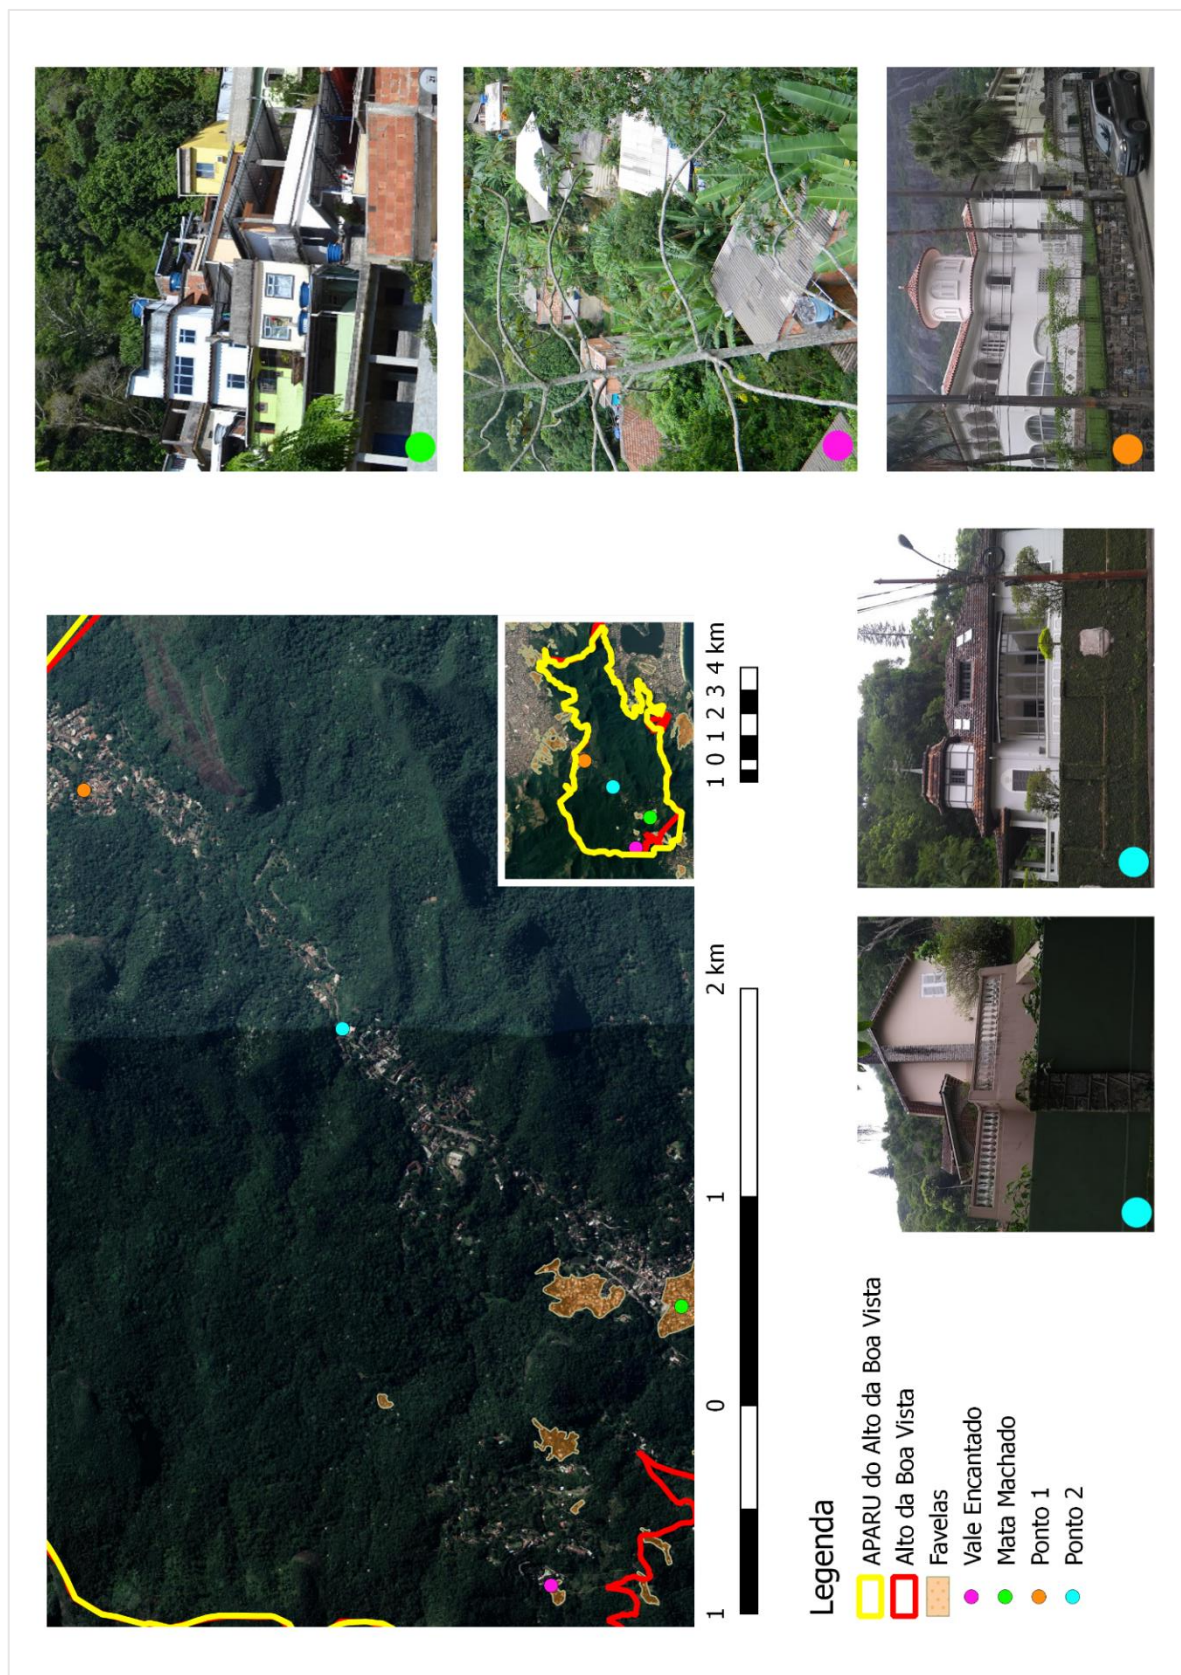 1 0 1 2 3 4 km
1 0 1 2 km
Legenda
APARU do Alto da Boa Vista
Alto da Boa Vista
Favelas
Vale Encantado
Mata Machado
Ponto 1
Ponto 2